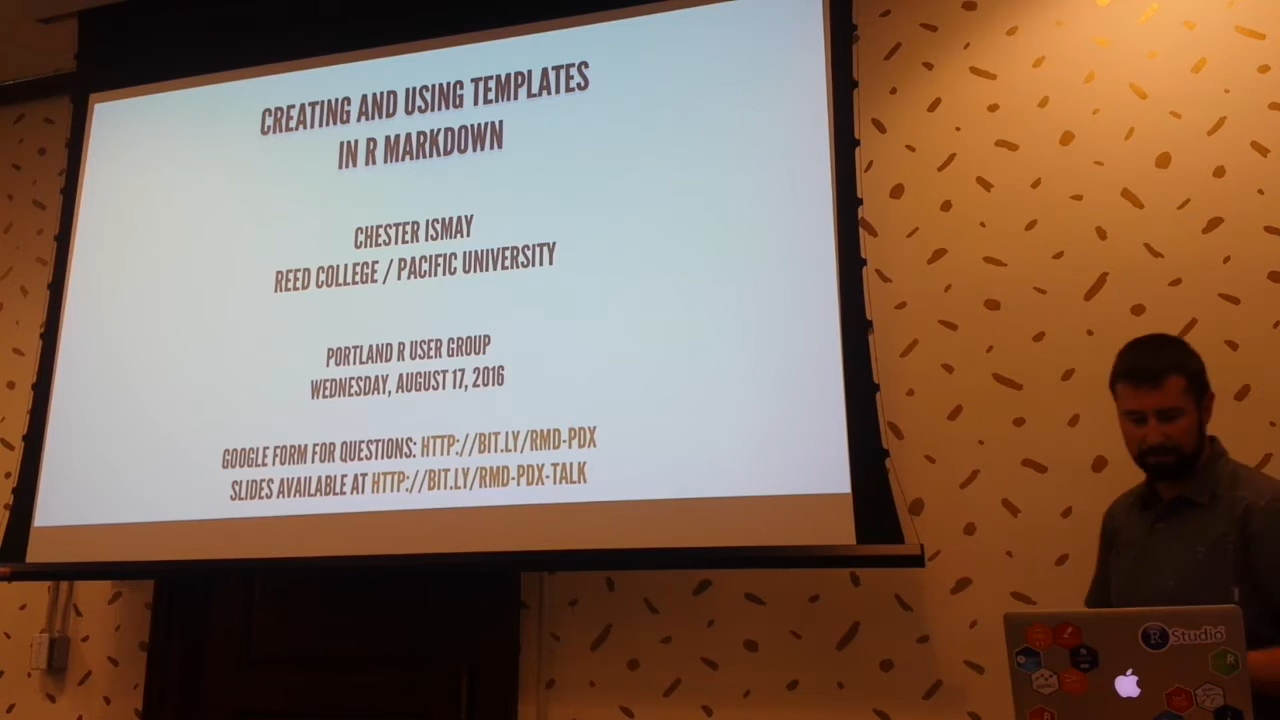 CREATING AND USING TEMPLATES
IN R MARKDOWN
CHESTER ISMAY
REED COLLEGE / PACIFIC UNIVERSITY
PORTLAND R USER GROUP
WEDNESDAY, AUGUST 17, 2016
GOOGLE FORM FOR QUESTIONS: HTTP://BIT.LY/RMD-PDX
SLIDES AVAILABLE AT HTTP://BIT.LY/RMD-PDX-TALK
R Studio
R